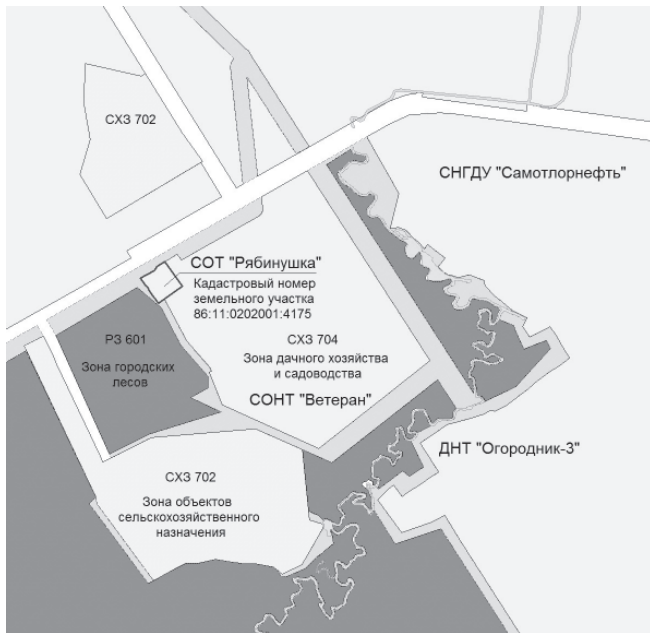 СХЗ 702
СНГДУ "Самотлорнефть"
СОТ "Рябинушка"
Кадастровый номер
земельного участка
86:11:0202001:4175
РЗ 601
Зона городских
лесов
СХЗ 704
Зона дачного хозяйства
и садоводства
СОНТ "Ветеран"
ДНТ "Огородник-3"
СХЗ 702
Зона объектов
сельскохозяйственного
назначения